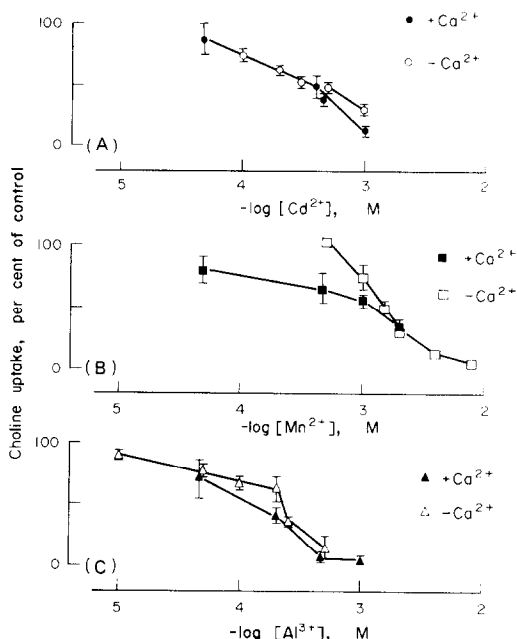 100
0
(A)
● +Ca²⁺
○ -Ca²⁺
5 4 3 2
-log [Cd²⁺], M
100
0
(B)
■ +Ca²⁺
□ -Ca²⁺
5 4 3 2
-log [Mn²⁺], M
100
0
(C)
▲ +Ca²⁺
△ -Ca²⁺
5 4 3 2
-log [Al³⁺], M
Choline uptake, per cent of control